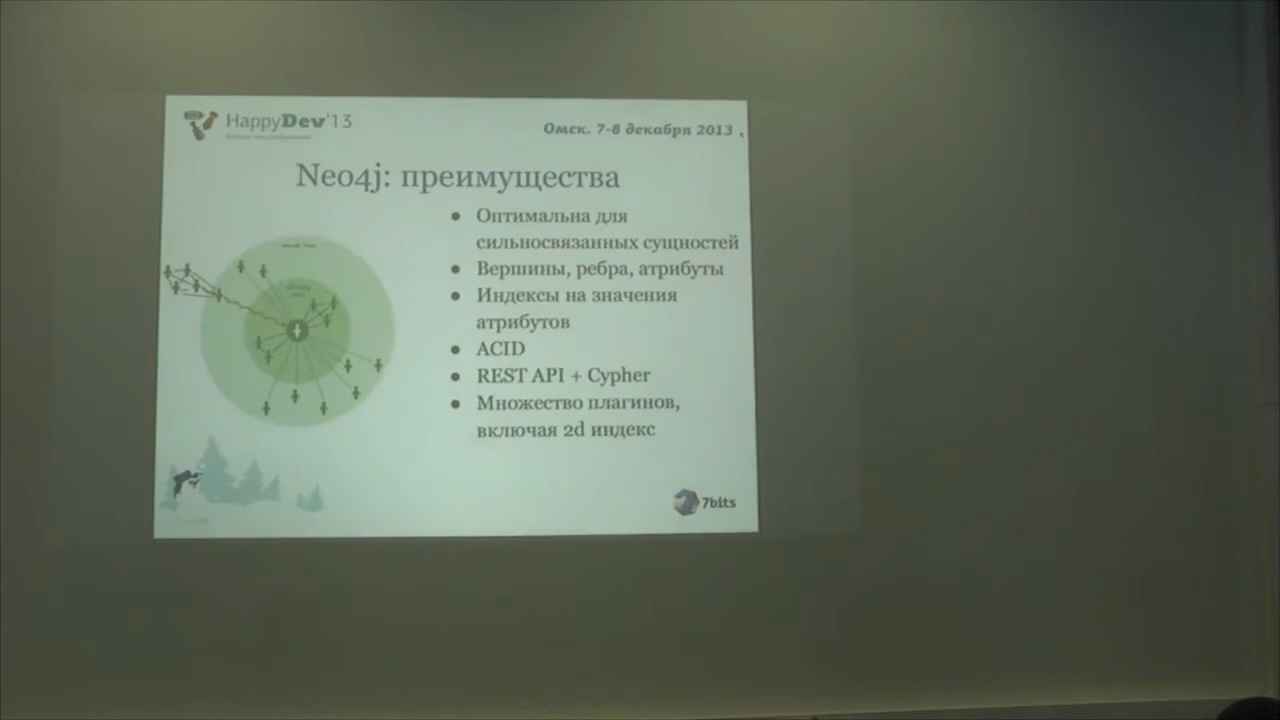 HappyDev'13
Омск. 7-8 декабря 2013
Neo4j: преимущества
● Оптимальна для
сильносвязанных сущностей
● Вершины, ребра, атрибуты
● Индексы на значения
атрибутов
● ACID
● REST API + Cypher
● Множество плагинов,
включая 2d индекс
7bits